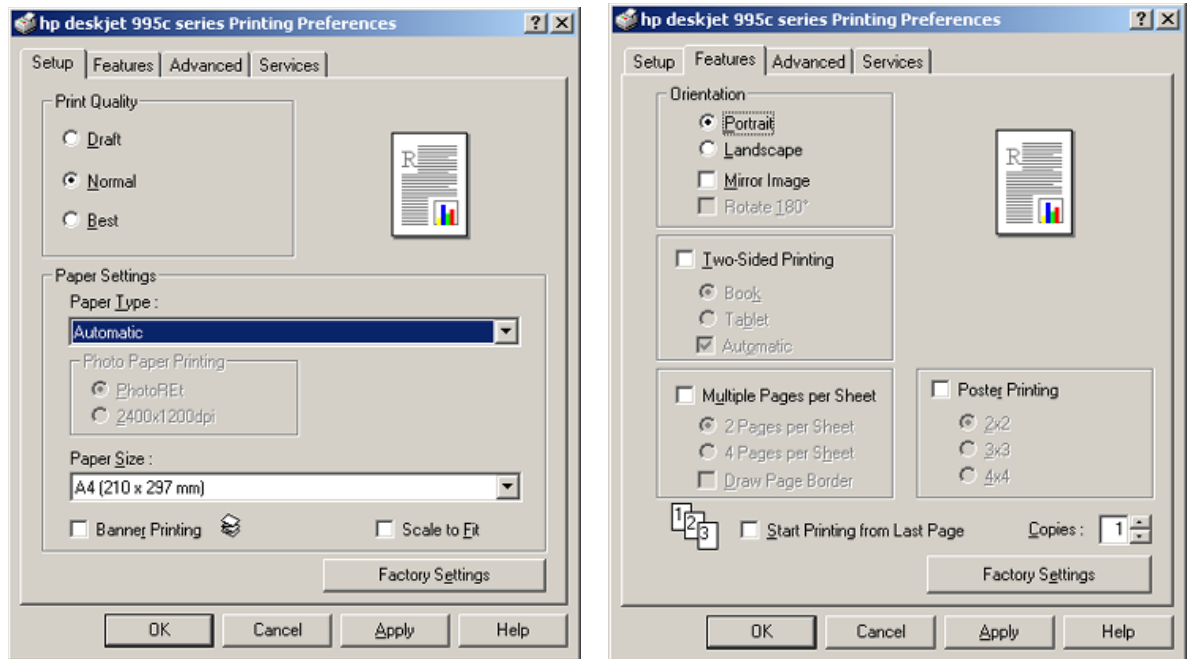 hp deskjet 995c series Printing Preferences
Setup Features Advanced Services
Print Quality
Draft
Normal
Best
R
Paper Settings
Paper Type :
Automatic
Photo Paper Printing
PhotoREt
2400x1200dpi
Paper Size :
A4 (210 x 297 mm)
Banner Printing Scale to Fit
Factory Settings
OK Cancel Apply Help
hp deskjet 995c series Printing Preferences
Setup Features Advanced Services
Orientation
Portrait
Landscape
Mirror Image
Rotate 180°
R
Two-Sided Printing
Book
Tablet
Automatic
Multiple Pages per Sheet
2 Pages per Sheet
4 Pages per Sheet
Draw Page Border
Poster Printing
2x2
3x3
4x4
1 2 3 Start Printing from Last Page Copies : 1
Factory Settings
OK Cancel Apply Help